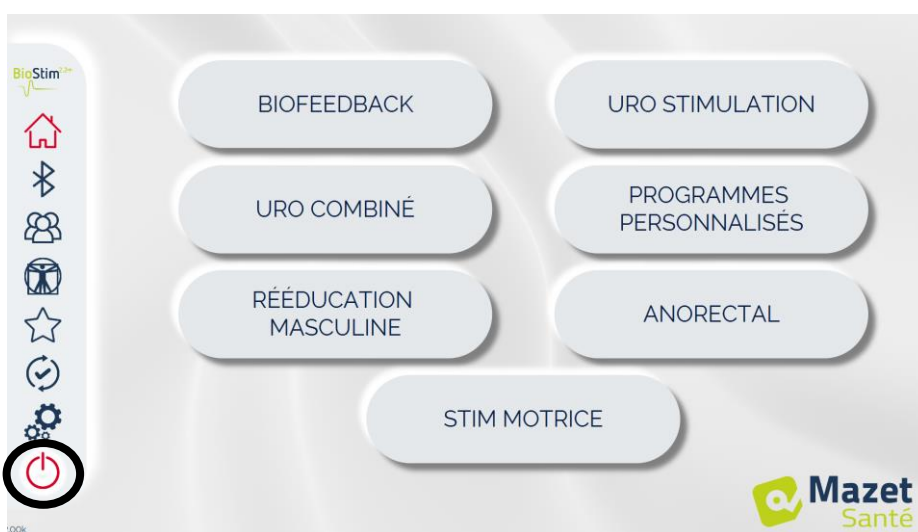 BioStim
BIOFEEDBACK
URO STIMULATION
URO COMBINÉ
PROGRAMMES
PERSONNALISÉS
RÉÉDUCATION
MASCULINE
ANORECTAL
STIM MOTRICE
Mazet
Santé